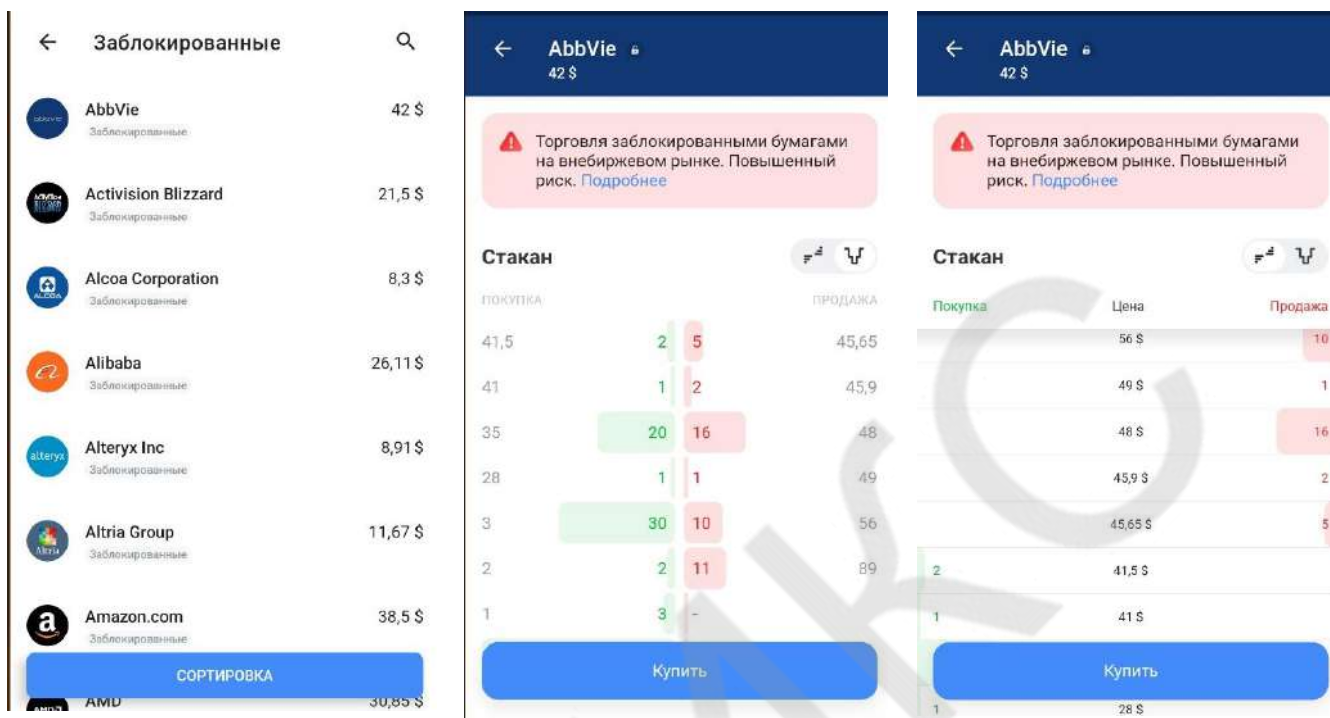 Заблокированные
AbbVie
42 $
Заблокированные
Activision Blizzard
21,5 $
Заблокированные
Alcoa Corporation
8,3 $
Заблокированные
Alibaba
26,11 $
Заблокированные
alteryx
Alteryx Inc
8,91 $
Заблокированные
Altria Group
11,67 $
Заблокированные
Amazon.com
38,5 $
Заблокированные
СОРТИРОВКА
AMD
30,85 $
AbbVie
42 $
Торговля заблокированными бумагами
на внебиржевом рынке. Повышенный
риск. Подробнее
Стакан
ПОКУПКА ПРОДАЖА
41,5 2 5 45,65
41 1 2 45,9
35 20 16 48
28 1 1 49
3 30 10 56
2 2 11 89
1 3 -
Купить
AbbVie
42 $
Торговля заблокированными бумагами
на внебиржевом рынке. Повышенный
риск. Подробнее
Стакан
Покупка Цена Продажа
56 $ 10
49 $ 1
48 $ 16
45,9 $ 2
45,65 $ 5
2 41,5 $
1 41 $
Купить
1 28 $